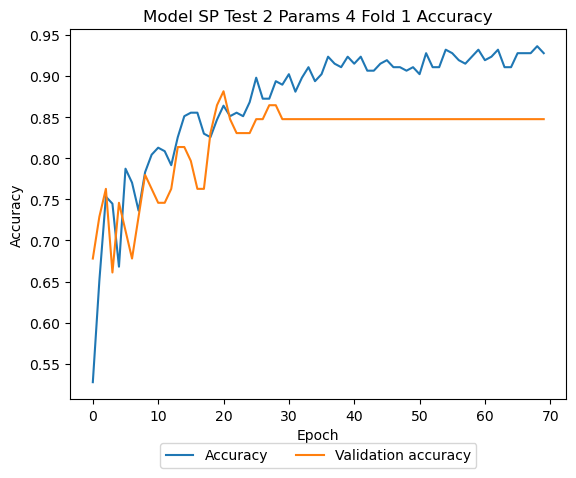 Model SP Test 2 Params 4 Fold 1 Accuracy
0.95
0.90
0.85
0.80
0.75
0.70
0.65
0.60
0.55
Accuracy
0 10 20 30 40 50 60 70
Epoch
Accuracy Validation accuracy